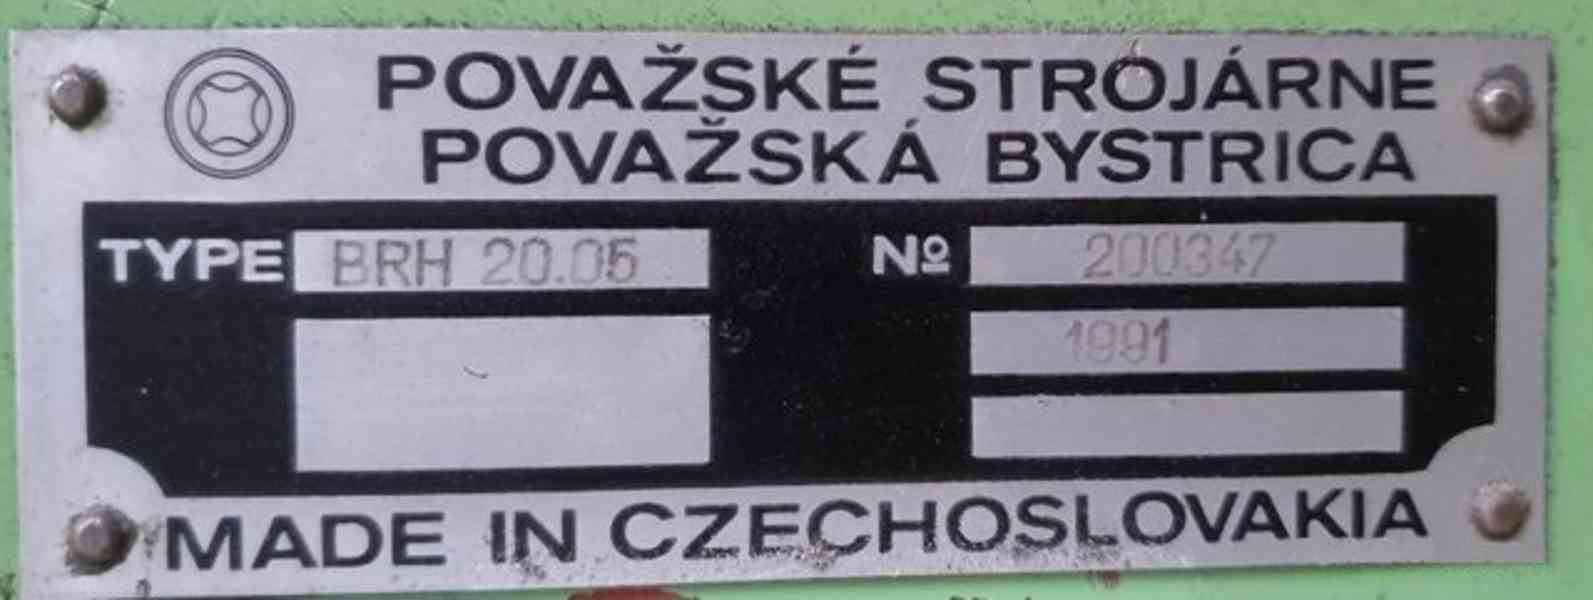 POVAŽSKÉ STROJÁRNE
POVAŽSKÁ BYSTRICA
TYPE BRH 20.05 Nº 200347
1991
MADE IN CZECHOSLOVAKIA